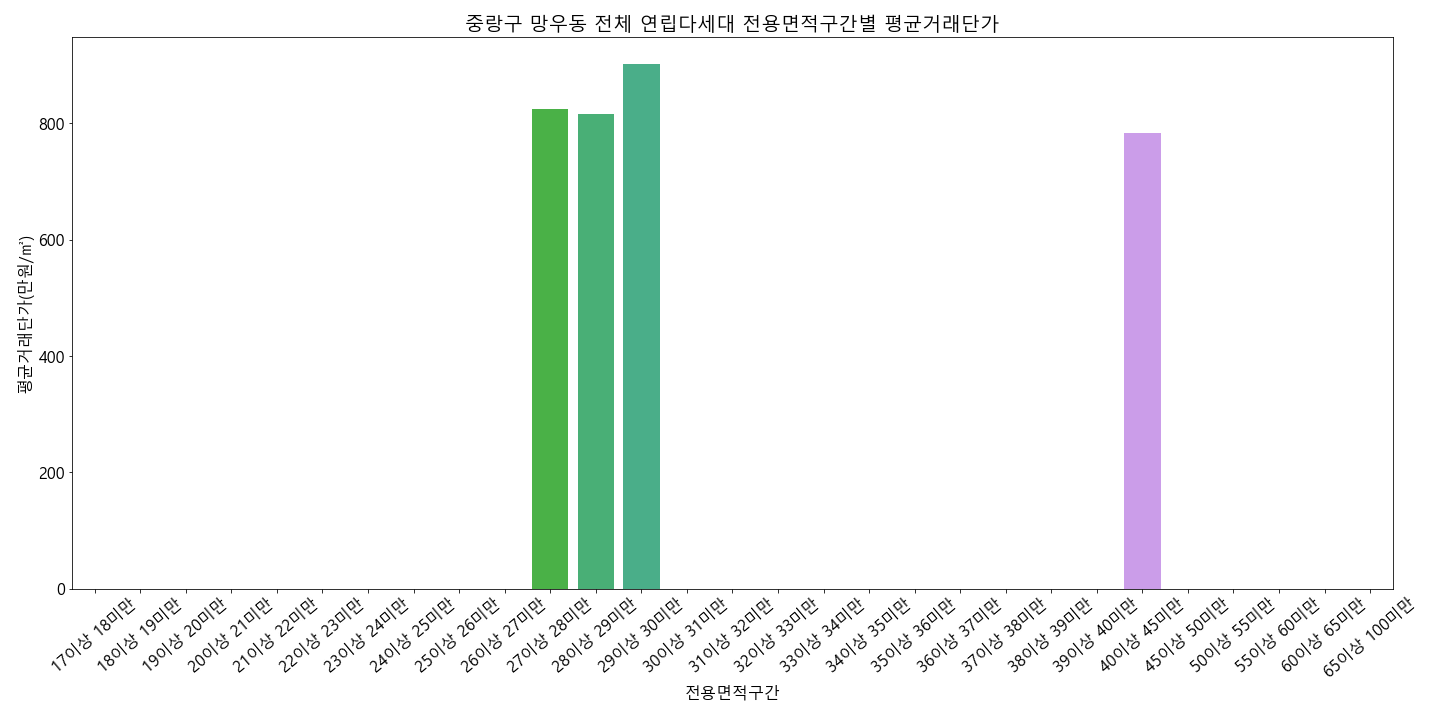 중랑구 망우동 전체 연립다세대 전용면적구간별 평균거래단가
평균거래단가(만원/㎡)
800
600
400
200
0
17이상 18미만
18이상 19미만
19이상 20미만
20이상 21미만
21이상 22미만
22이상 23미만
23이상 24미만
24이상 25미만
25이상 26미만
26이상 27미만
27이상 28미만
28이상 29미만
29이상 30미만
30이상 31미만
31이상 32미만
32이상 33미만
33이상 34미만
34이상 35미만
35이상 36미만
36이상 37미만
37이상 38미만
38이상 39미만
39이상 40미만
40이상 45미만
45이상 50미만
50이상 55미만
55이상 60미만
60이상 65미만
65이상 100미만
전용면적구간